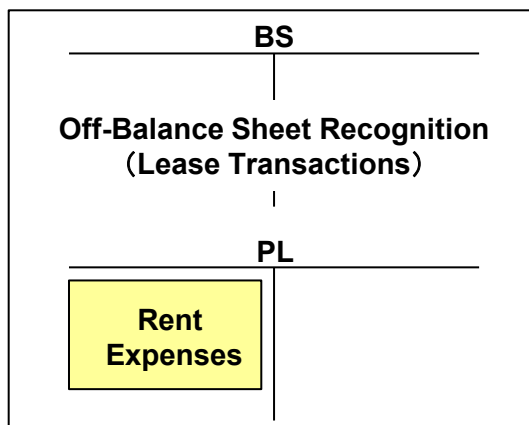 BS
Off-Balance Sheet Recognition
（Lease Transactions）
PL
Rent
Expenses